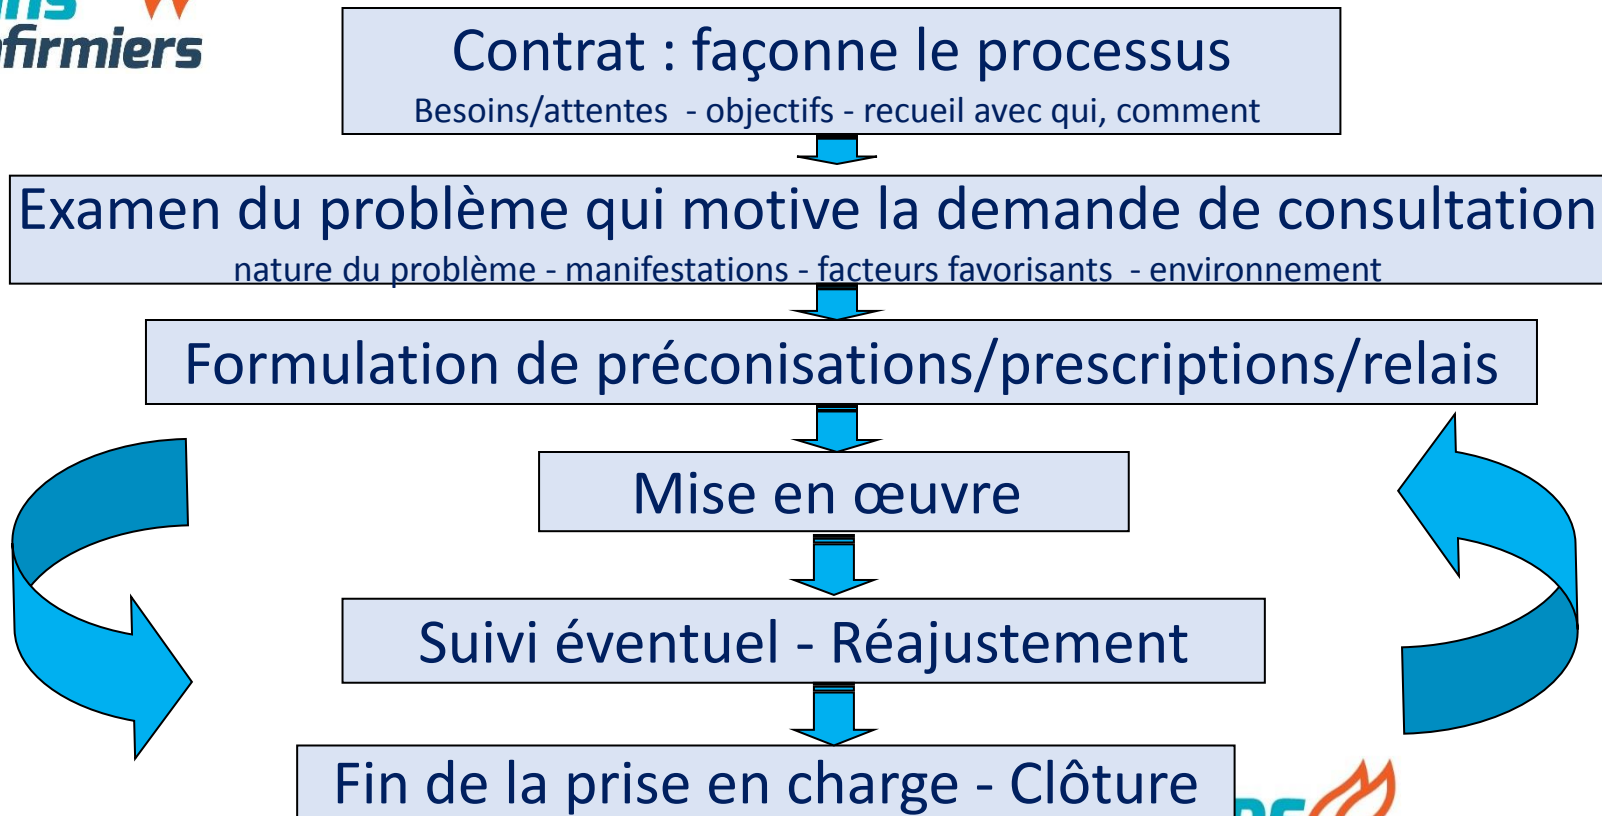 firmiers
Contrat : façonne le processus
Besoins/attentes - objectifs - recueil avec qui, comment
Examen du problème qui motive la demande de consultation
nature du problème - manifestations - facteurs favorisants - environnement
Formulation de préconisations/prescriptions/relais
Mise en œuvre
Suivi éventuel - Réajustement
Fin de la prise en charge - Clôture